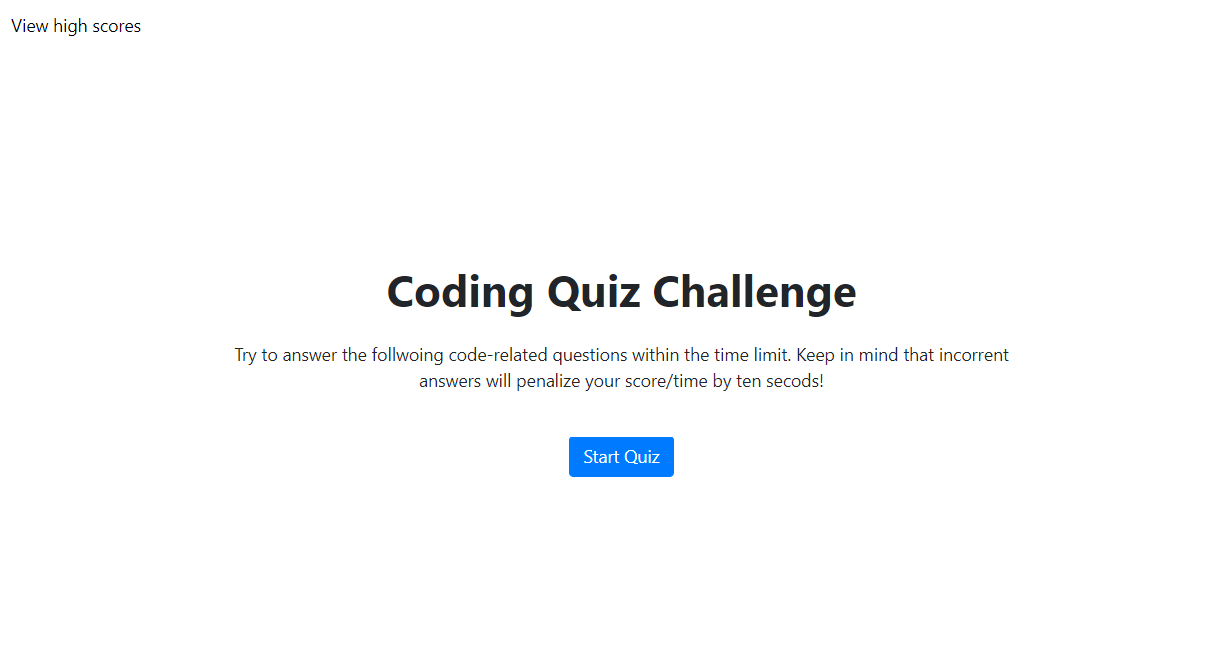 View high scores
Coding Quiz Challenge
Try to answer the follwoing code-related questions within the time limit. Keep in mind that incorrent
answers will penalize your score/time by ten secods!
Start Quiz